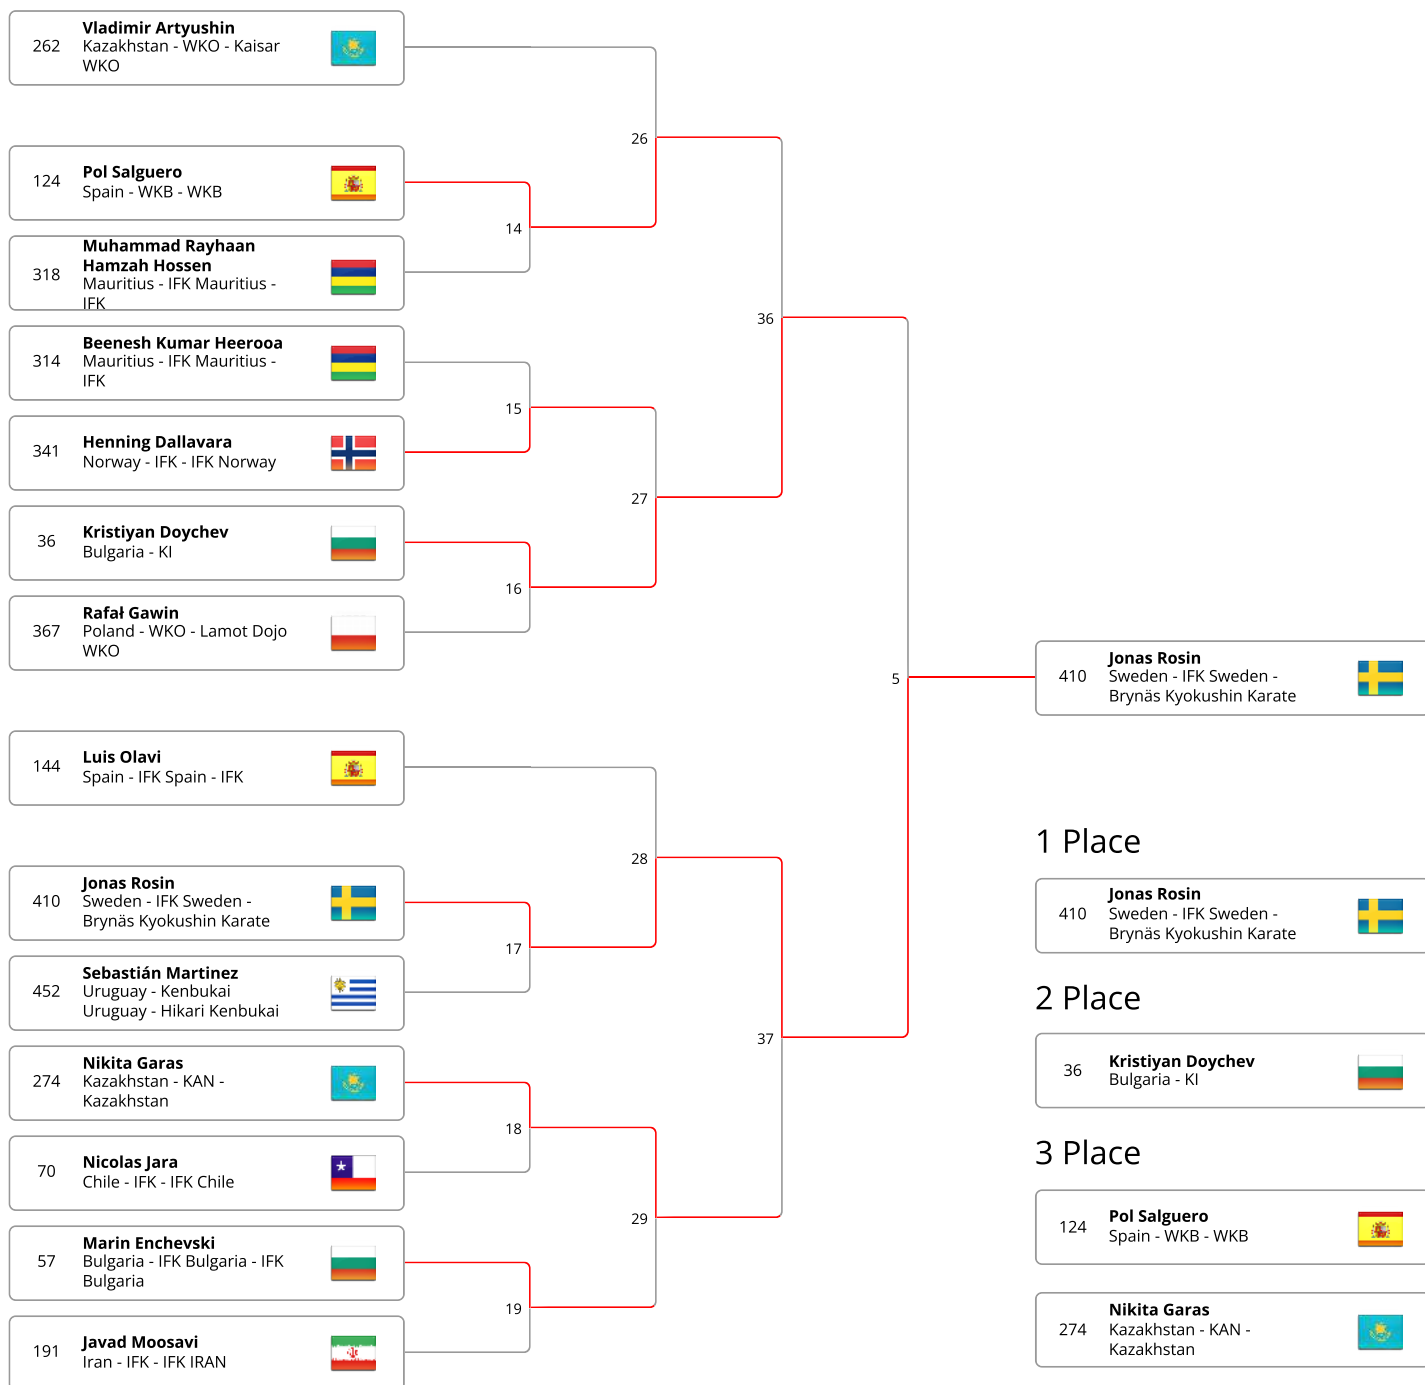 262
Vladimir Artyushin
Kazakhstan - WKO - Kaisar
WKO
26
124
Pol Salguero
Spain - WKB - WKB
14
318
Muhammad Rayhaan
Hamzah Hossen
Mauritius - IFK Mauritius -
IFK
36
314
Beenesh Kumar Heerooa
Mauritius - IFK Mauritius -
IFK
15
341
Henning Dallavara
Norway - IFK - IFK Norway
27
36
Kristiyan Doychev
Bulgaria - KI
16
367
Rafał Gawin
Poland - WKO - Lamot Dojo
WKO
5
410
Jonas Rosin
Sweden - IFK Sweden -
Brynäs Kyokushin Karate
144
Luis Olavi
Spain - IFK Spain - IFK
28
410
Jonas Rosin
Sweden - IFK Sweden -
Brynäs Kyokushin Karate
17
452
Sebastián Martinez
Uruguay - Kenbukai
Uruguay - Hikari Kenbukai
37
274
Nikita Garas
Kazakhstan - KAN -
Kazakhstan
18
70
Nicolas Jara
Chile - IFK - IFK Chile
29
57
Marin Enchevski
Bulgaria - IFK Bulgaria - IFK
Bulgaria
19
191
Javad Moosavi
Iran - IFK - IFK IRAN
1 Place
410
Jonas Rosin
Sweden - IFK Sweden -
Brynäs Kyokushin Karate
2 Place
36
Kristiyan Doychev
Bulgaria - KI
3 Place
124
Pol Salguero
Spain - WKB - WKB
274
Nikita Garas
Kazakhstan - KAN -
Kazakhstan